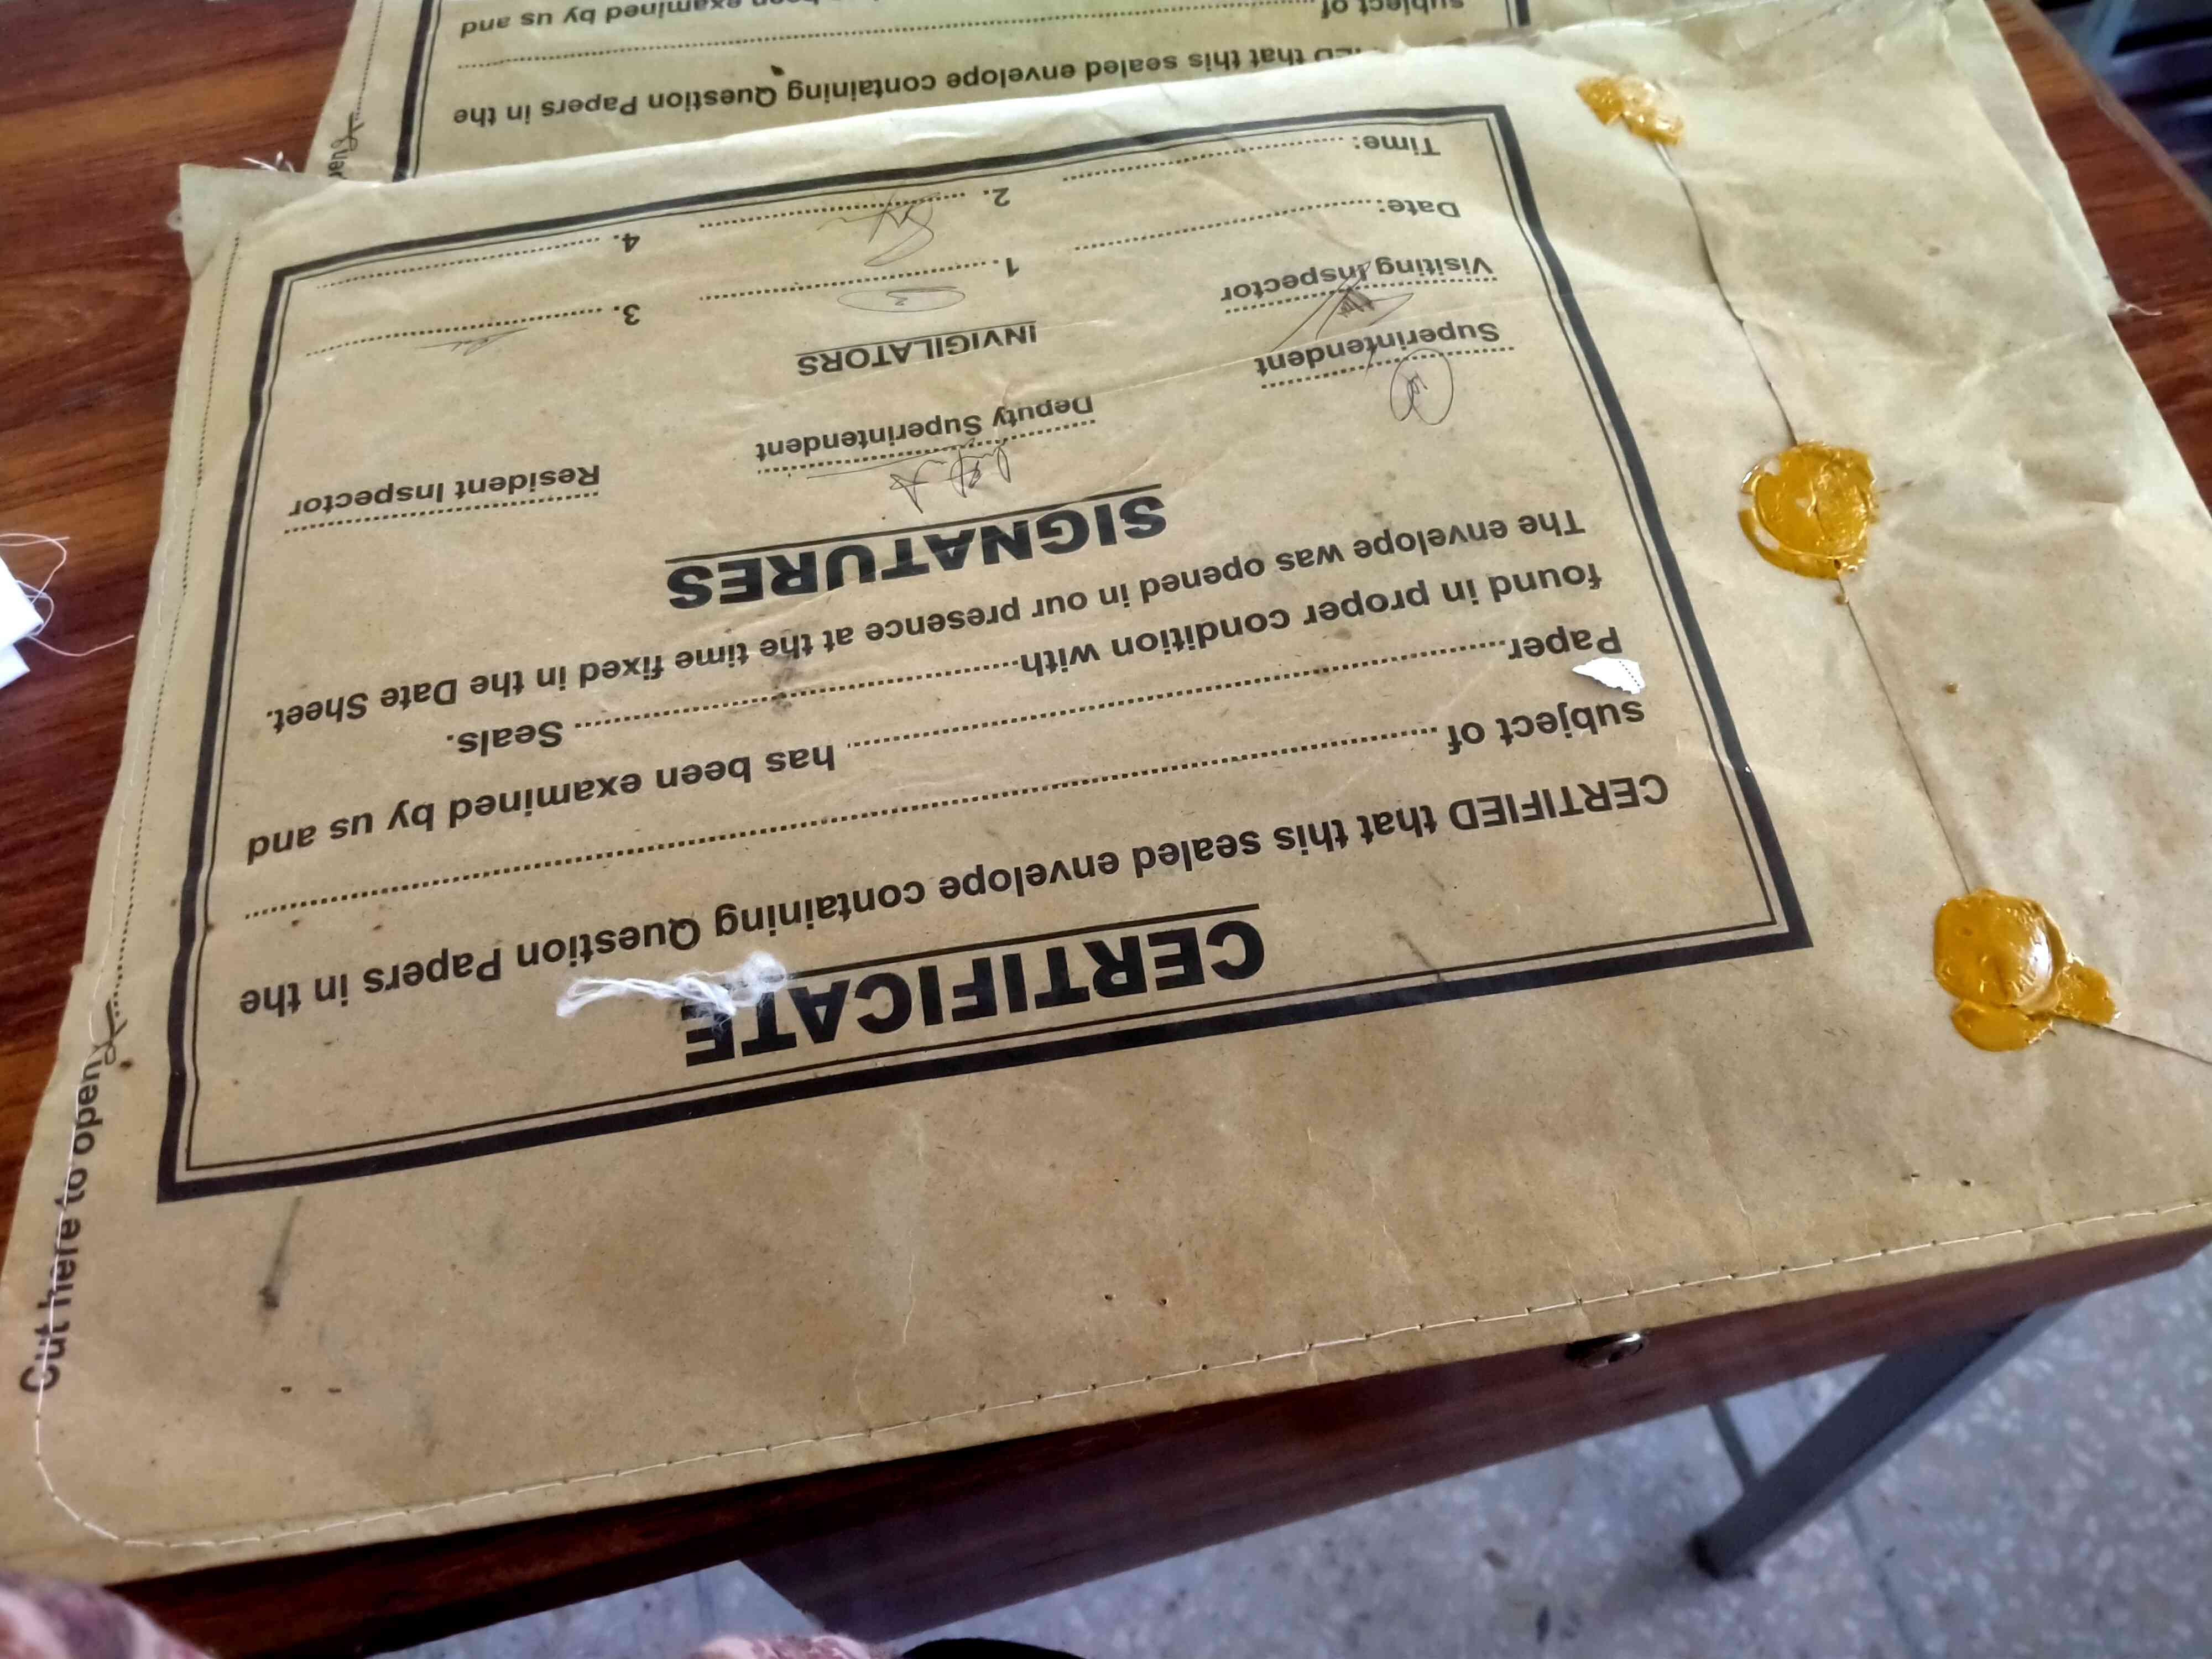 CERTIFICATE
CERTIFIED that this sealed envelope containing Question Papers in the
subject of
Paper has been examined by us and
found in proper condition with Seals.
The envelope was opened in our presence at the time fixed in the Date Sheet.
SIGNATURES
Superintendent Deputy Superintendent Resident Inspector
Visiting Inspector INVIGILATORS
Date: 1. 3.
Time: 2. 4.
Cut here to open
that this sealed envelope containing Question Papers in the
subject of
examined by us and